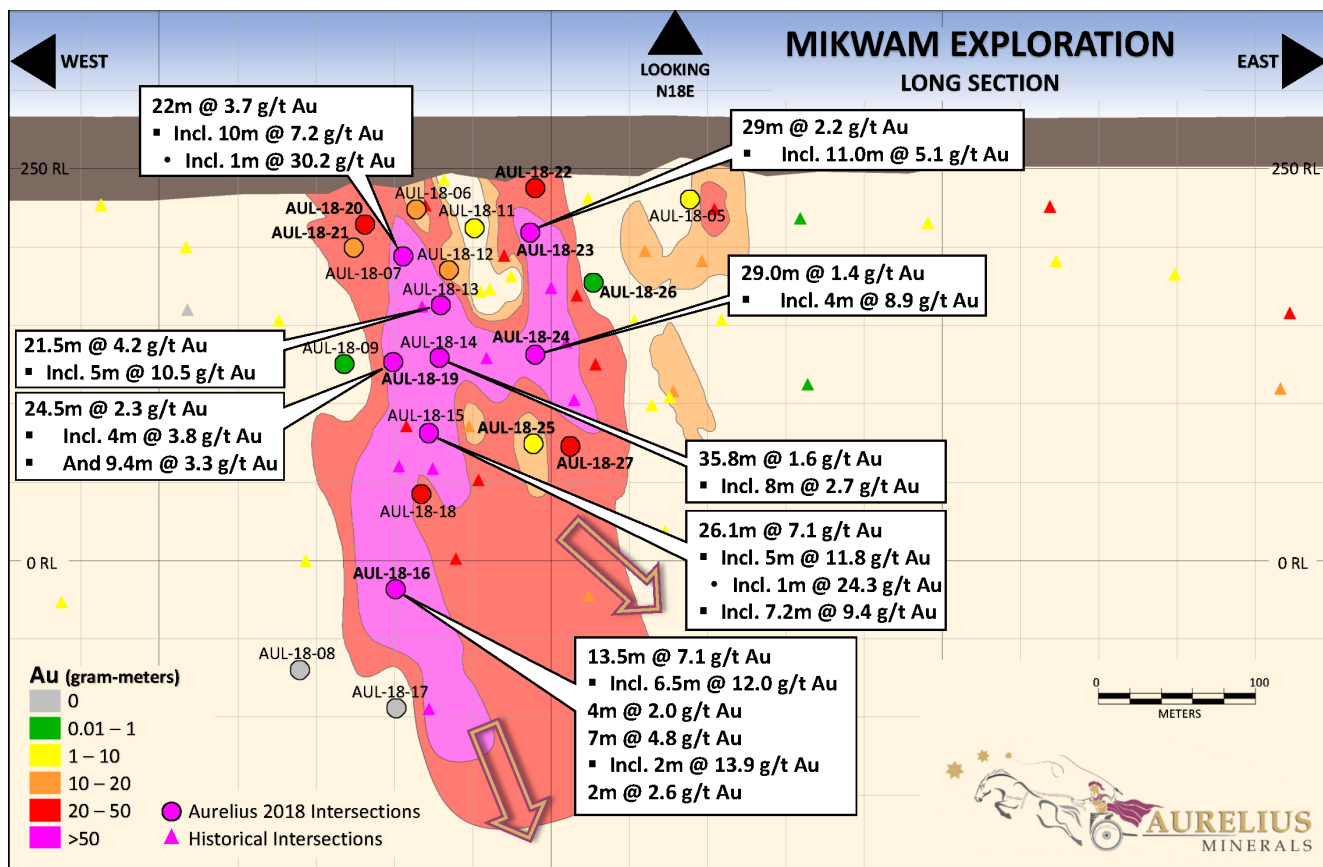 MIKWAM EXPLORATION
LONG SECTION
WEST
LOOKING
N18E
EAST
22m @ 3.7 g/t Au
▪ Incl. 10m @ 7.2 g/t Au
• Incl. 1m @ 30.2 g/t Au
29m @ 2.2 g/t Au
▪ Incl. 11.0m @ 5.1 g/t Au
250 RL
250 RL
AUL-18-22
AUL-18-06
AUL-18-20
AUL-18-11
AUL-18-05
AUL-18-21
AUL-18-23
AUL-18-12
AUL-18-07
AUL-18-13
AUL-18-26
29.0m @ 1.4 g/t Au
▪ Incl. 4m @ 8.9 g/t Au
21.5m @ 4.2 g/t Au
▪ Incl. 5m @ 10.5 g/t Au
AUL-18-09
AUL-18-14
AUL-18-24
AUL-18-19
24.5m @ 2.3 g/t Au
▪ Incl. 4m @ 3.8 g/t Au
▪ And 9.4m @ 3.3 g/t Au
AUL-18-15
AUL-18-25
AUL-18-27
35.8m @ 1.6 g/t Au
▪ Incl. 8m @ 2.7 g/t Au
AUL-18-18
26.1m @ 7.1 g/t Au
▪ Incl. 5m @ 11.8 g/t Au
• Incl. 1m @ 24.3 g/t Au
▪ Incl. 7.2m @ 9.4 g/t Au
0 RL
0 RL
AUL-18-16
AUL-18-08
AUL-18-17
13.5m @ 7.1 g/t Au
▪ Incl. 6.5m @ 12.0 g/t Au
4m @ 2.0 g/t Au
7m @ 4.8 g/t Au
▪ Incl. 2m @ 13.9 g/t Au
2m @ 2.6 g/t Au
0
100
METERS
Au (gram-meters)
0
0.01 – 1
1 – 10
10 – 20
20 – 50
>50
Aurelius 2018 Intersections
Historical Intersections
AURELIUS
MINERALS